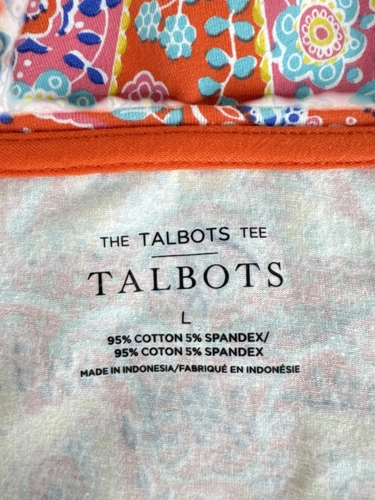 THE TALBOTS TEE
TALBOTS
L
95% COTTON 5% SPANDEX/
95% COTON 5% SPANDEX
MADE IN INDONESIA/FABRIQUÉ EN INDONÉSIE